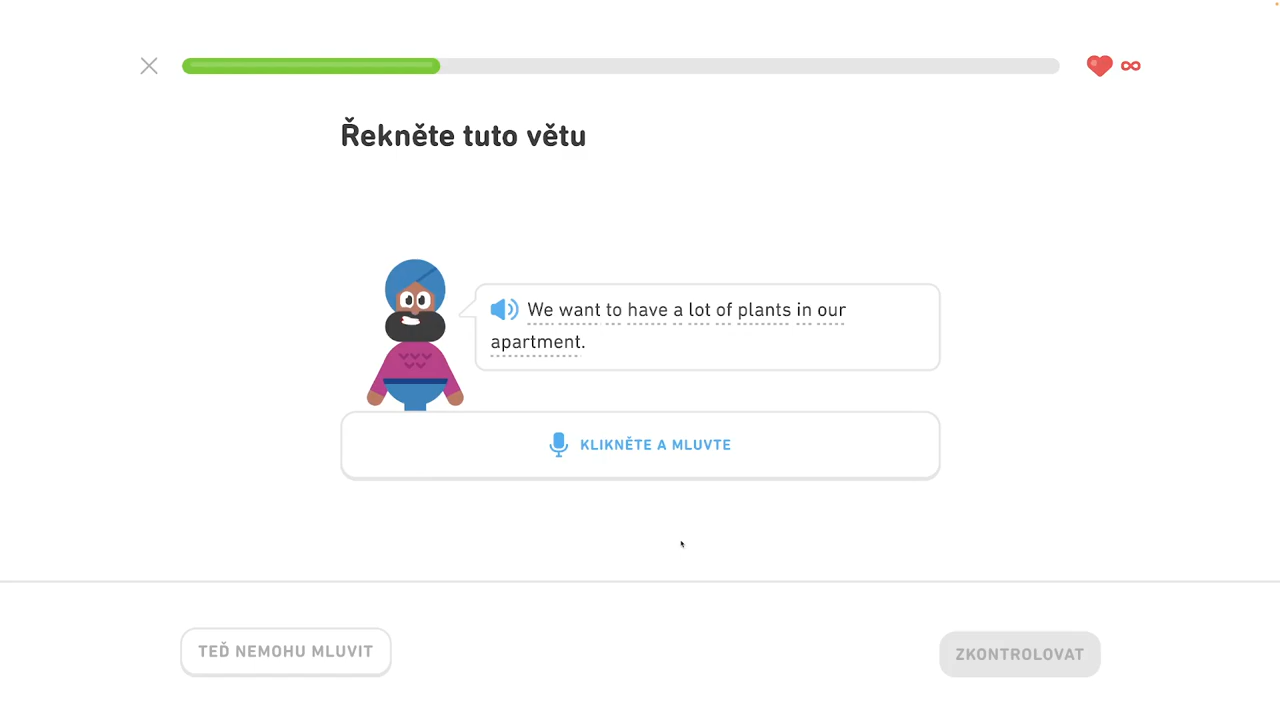 Řekněte tuto větu
We want to have a lot of plants in our
apartment.
KLIKNĚTE A MLUVTE
TEĎ NEMOHU MLUVIT
ZKONTROLOVAT